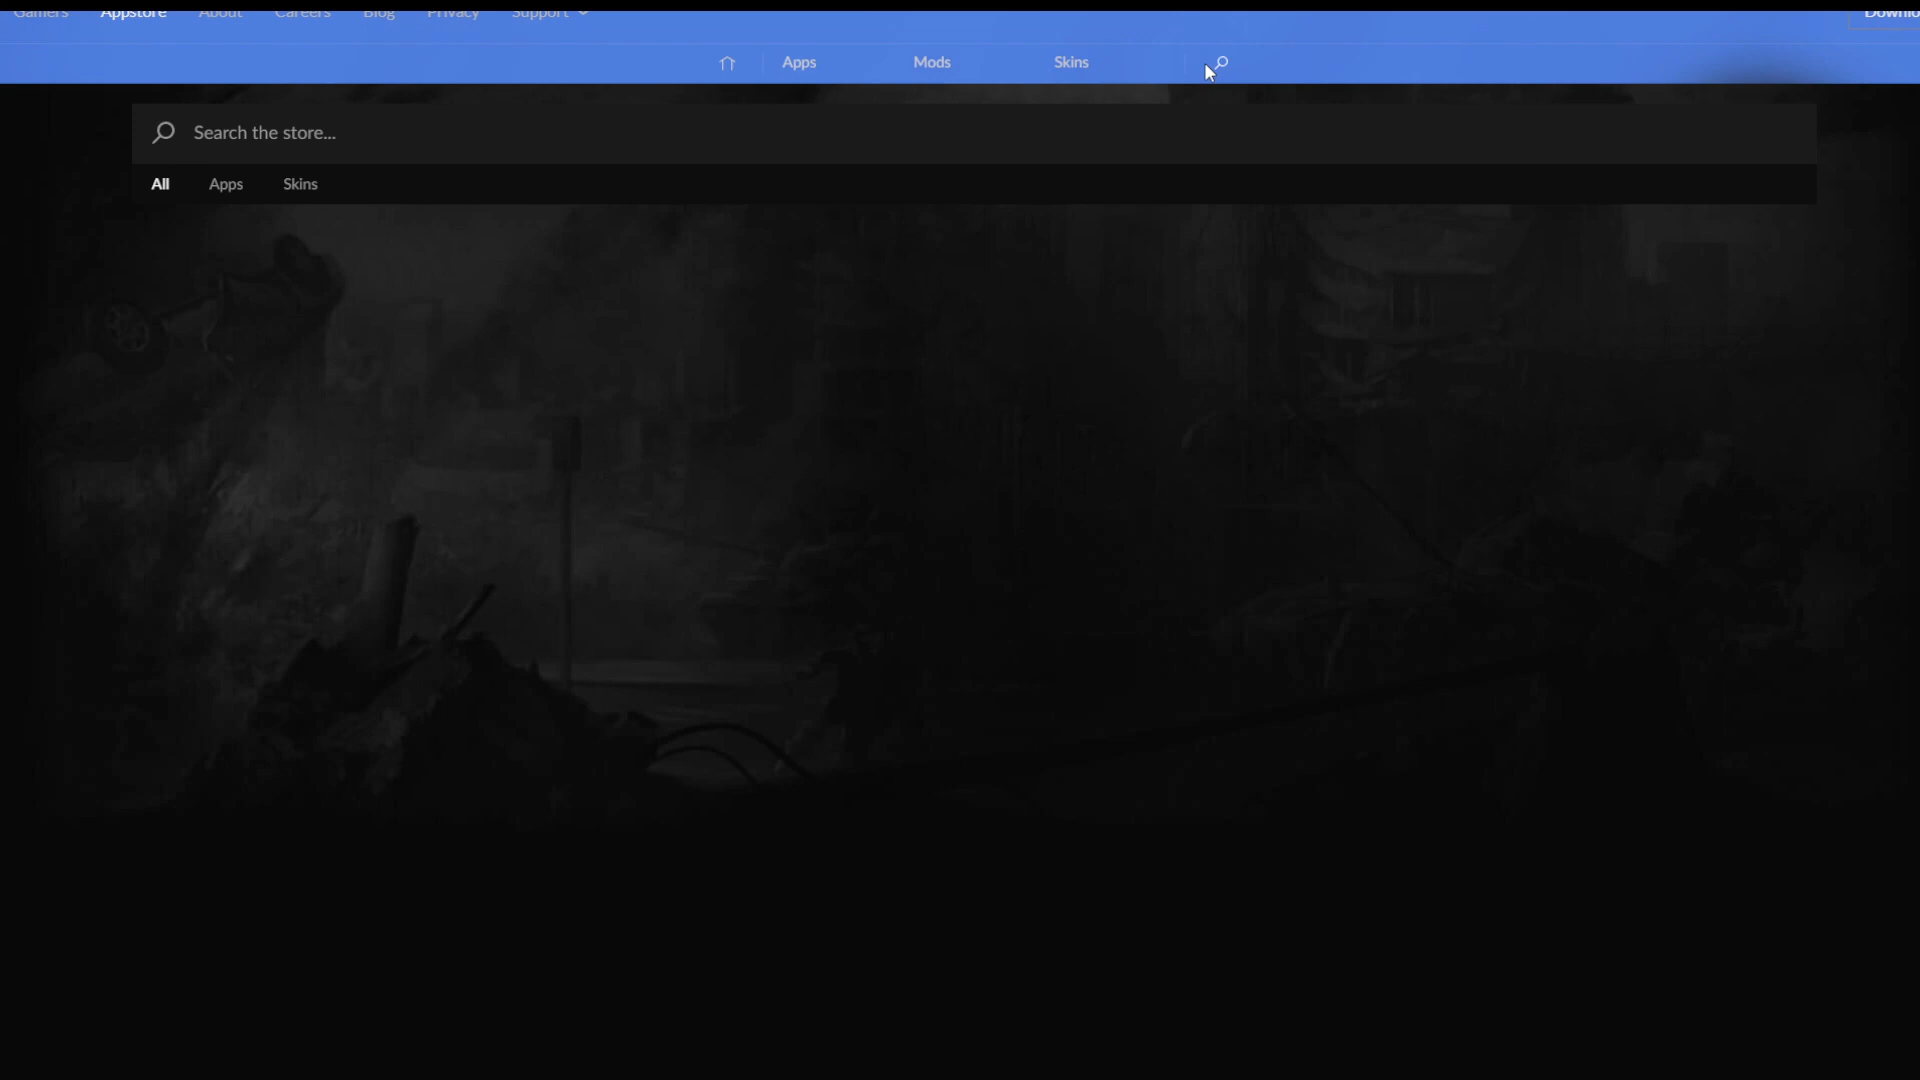 Gamers Appstore About Careers Blog Privacy Support
Apps Mods Skins
Search the store...
All Apps Skins